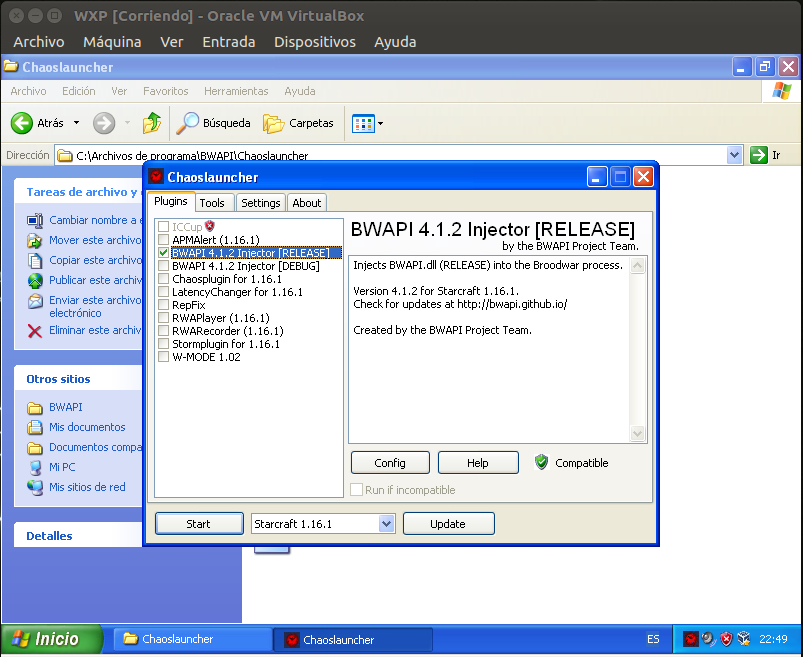 WXP [Corriendo] - Oracle VM VirtualBox
Archivo Máquina Ver Entrada Dispositivos Ayuda
Chaoslauncher
Archivo Edición Ver Favoritos Herramientas Ayuda
Atrás Búsqueda Carpetas
Dirección C:\Archivos de programa\BWAPI\Chaoslauncher Ir
Tareas de archivo y
Cambiar nombre a
Mover este archivo
Copiar este archivo
Publicar este archi
Enviar este archivo
electrónico
Eliminar este archiv
Otros sitios
BWAPI
Mis documentos
Documentos compa
Mi PC
Mis sitios de red
Detalles
Chaoslauncher
Plugins Tools Settings About
ICCup
APMAlert (1.16.1)
BWAPI 4.1.2 Injector [RELEASE]
BWAPI 4.1.2 Injector [DEBUG]
Chaosplugin for 1.16.1
LatencyChanger for 1.16.1
RepFix
RWAPlayer (1.16.1)
RWARecorder (1.16.1)
Stormplugin for 1.16.1
W-MODE 1.02
BWAPI 4.1.2 Injector [RELEASE]
by the BWAPI Project Team.
Injects BWAPI.dll (RELEASE) into the Broodwar process.
Version 4.1.2 for Starcraft 1.16.1.
Check for updates at http://bwapi.github.io/
Created by the BWAPI Project Team.
Config Help Compatible
Run if incompatible
Start Starcraft 1.16.1 Update
Inicio Chaoslauncher Chaoslauncher ES 22:49